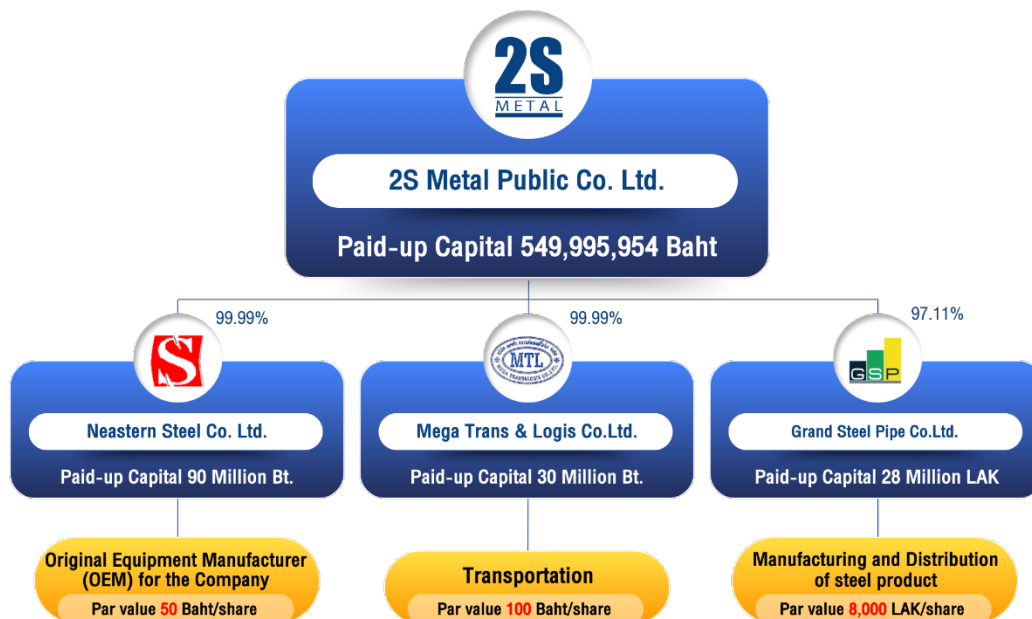 2S
METAL
2S Metal Public Co. Ltd.
Paid-up Capital 549,995,954 Baht
99.99%
99.99%
97.11%
S
MTL
GSP
Neastern Steel Co. Ltd.
Mega Trans & Logis Co.Ltd.
Grand Steel Pipe Co.Ltd.
Paid-up Capital 90 Million Bt.
Paid-up Capital 30 Million Bt.
Paid-up Capital 28 Million LAK
Original Equipment Manufacturer
(OEM) for the Company
Par value 50 Baht/share
Transportation
Par value 100 Baht/share
Manufacturing and Distribution
of steel product
Par value 8,000 LAK/share